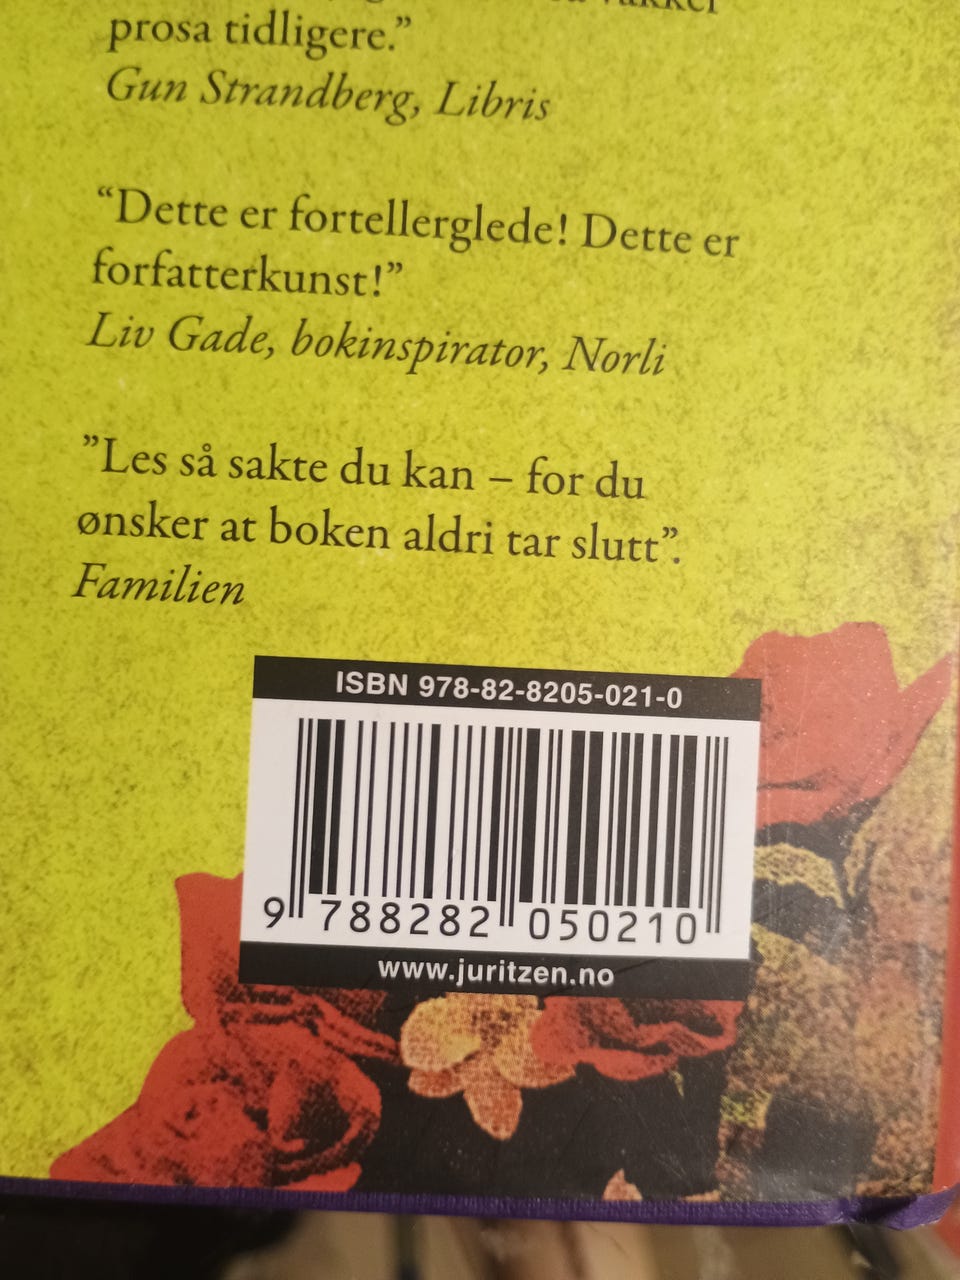 vakker
prosa tidligere.”
Gun Strandberg, Libris
“Dette er fortellerglede! Dette er
forfatterkunst!”
Liv Gade, bokinspirator, Norli
”Les så sakte du kan – for du
ønsker at boken aldri tar slutt”.
Familien
ISBN 978-82-8205-021-0
9 788282 050210
www.juritzen.no